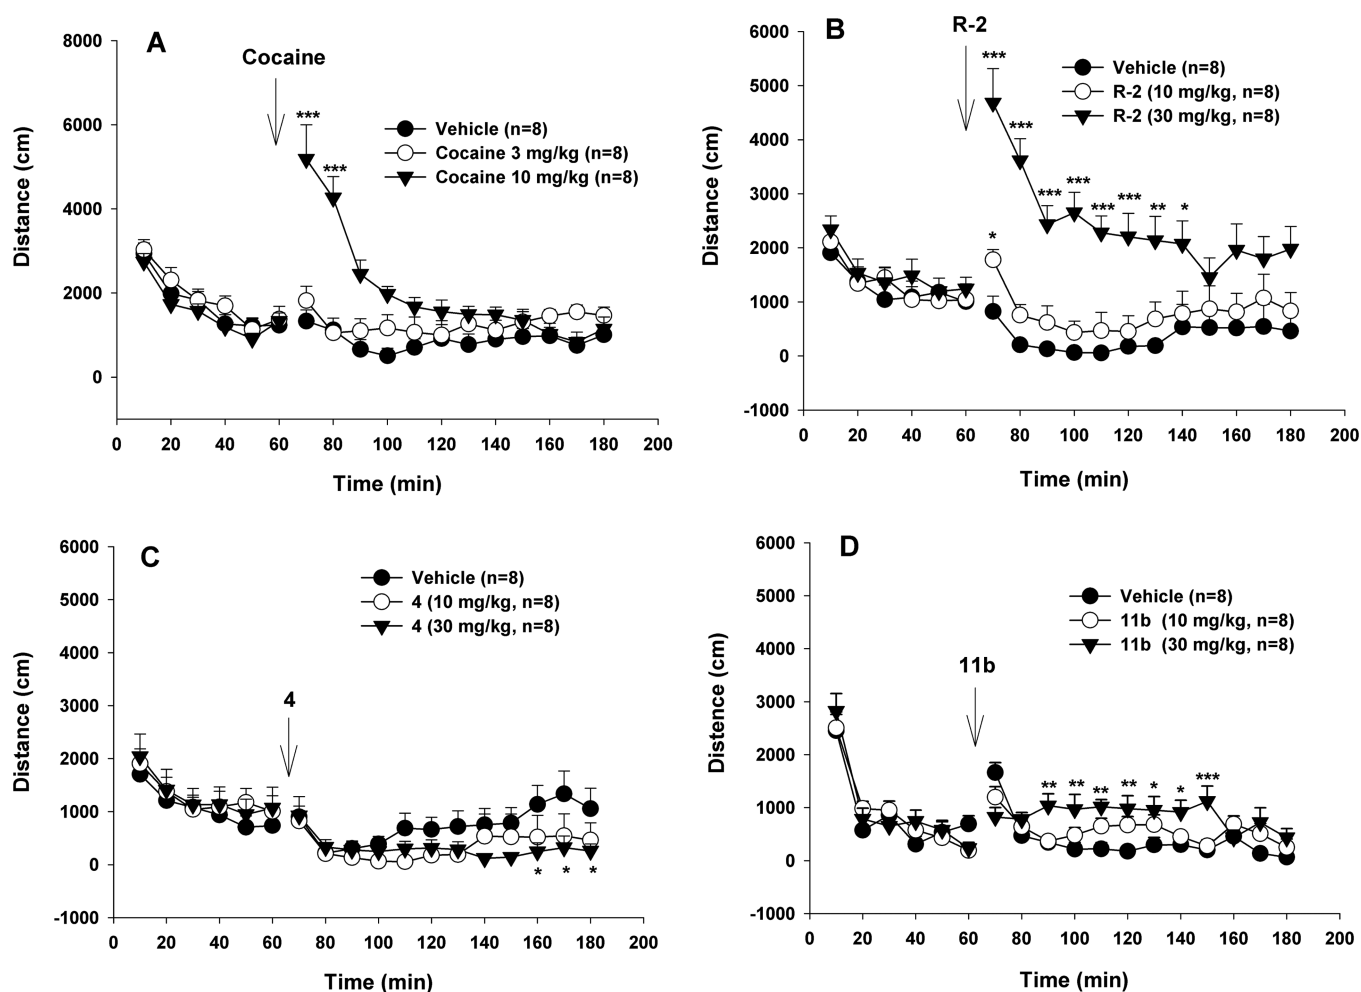 A
Cocaine
Vehicle (n=8)
Cocaine 3 mg/kg (n=8)
Cocaine 10 mg/kg (n=8)
***
***
Distance (cm)
8000
6000
4000
2000
0
0 20 40 60 80 100 120 140 160 180 200
Time (min)
B
R-2
Vehicle (n=8)
R-2 (10 mg/kg, n=8)
R-2 (30 mg/kg, n=8)
***
***
***
***
***
***
**
*
*
Distance (cm)
6000
5000
4000
3000
2000
1000
0
-1000
0 20 40 60 80 100 120 140 160 180 200
Time (min)
C
4
Vehicle (n=8)
4 (10 mg/kg, n=8)
4 (30 mg/kg, n=8)
* * *
Distance (cm)
6000
5000
4000
3000
2000
1000
0
-1000
0 20 40 60 80 100 120 140 160 180 200
Time (min)
D
11b
Vehicle (n=8)
11b (10 mg/kg, n=8)
11b (30 mg/kg, n=8)
** ** ** ** * * ***
Distence (cm)
6000
5000
4000
3000
2000
1000
0
-1000
0 20 40 60 80 100 120 140 160 180 200
Time (min)